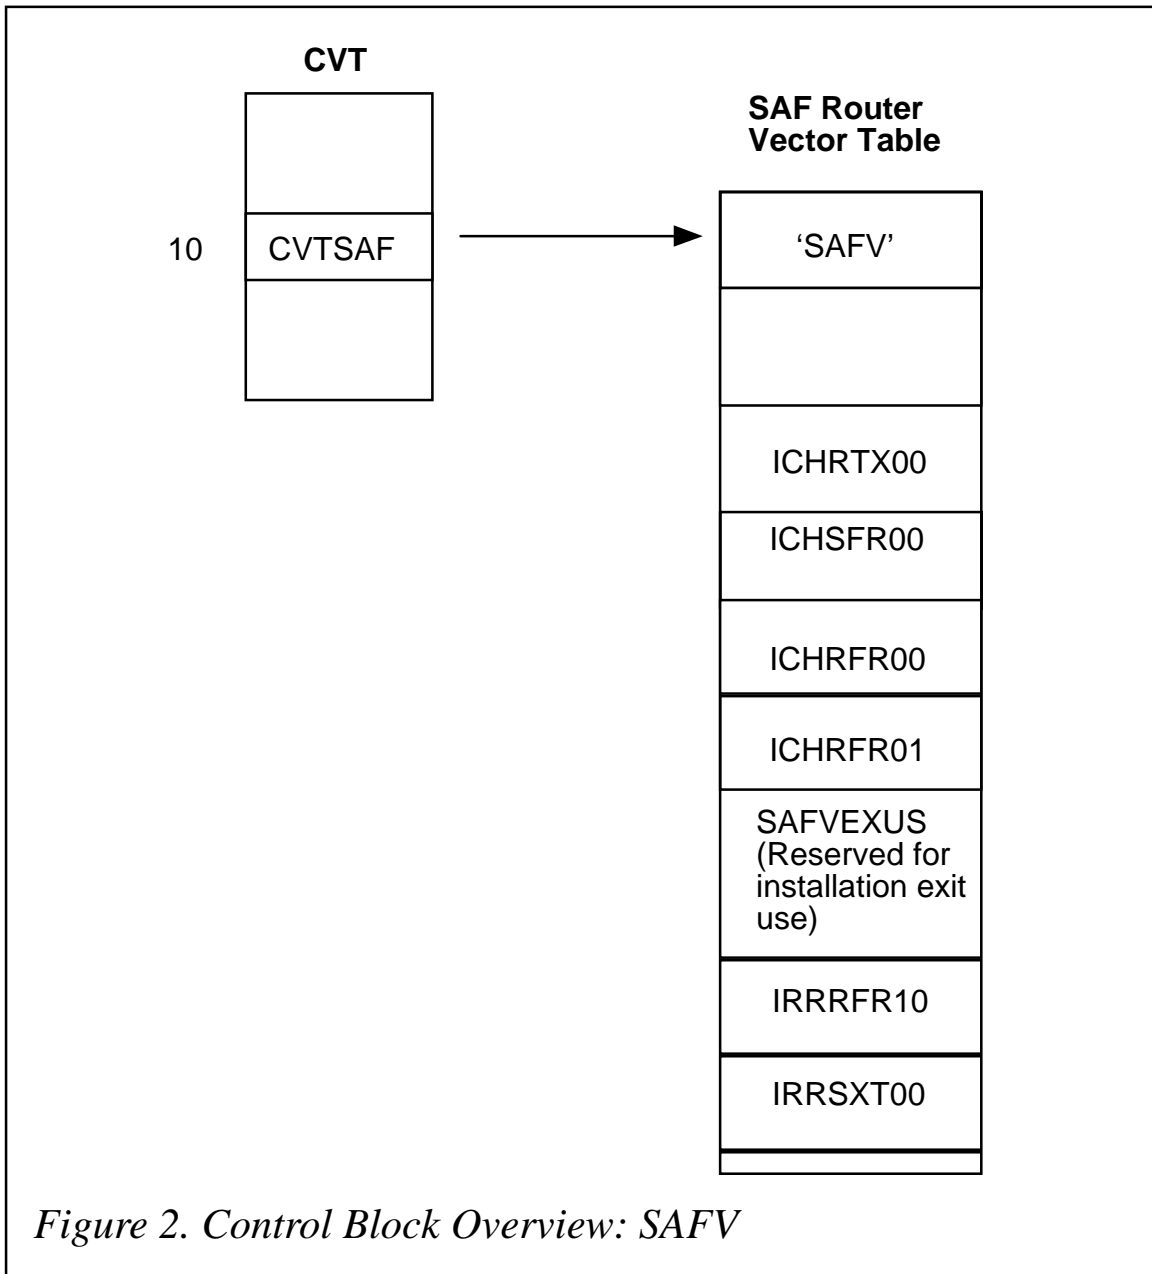 CVT
SAF Router
Vector Table
10
CVTSAF
‘SAFV’
ICHRTX00
ICHSFR00
ICHRFR00
ICHRFR01
SAFVEXUS
(Reserved for
installation exit
use)
IRRRFR10
IRRSXT00
Figure 2. Control Block Overview: SAFV